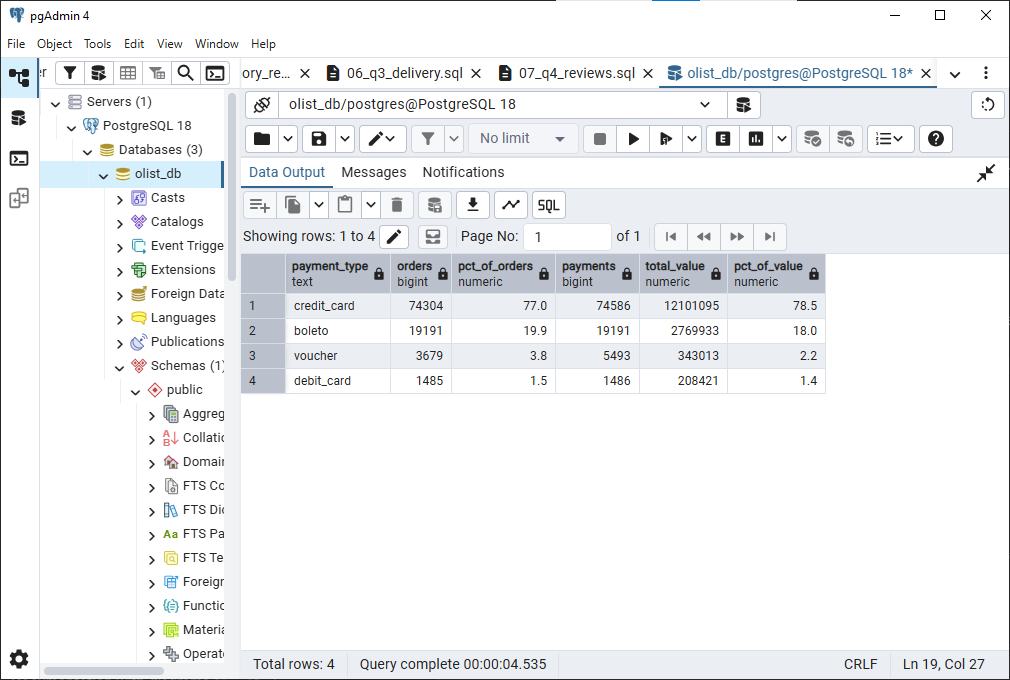 pgAdmin 4
File Object Tools Edit View Window Help
ory_re... 06_q3_delivery.sql 07_q4_reviews.sql olist_db/postgres@PostgreSQL 18*
Servers (1)
PostgreSQL 18
Databases (3)
olist_db
Casts
Catalogs
Event Trigge
Extensions
Foreign Data
Languages
Publications
Schemas (1)
public
Aggreg
Collatic
Domair
FTS Co
FTS Dic
FTS Pa
FTS Te
Foreigr
Functic
Materia
Operat
olist_db/postgres@PostgreSQL 18
No limit
E
Data Output Messages Notifications
SQL
Showing rows: 1 to 4 Page No: 1 of 1
payment_type orders pct_of_orders payments total_value pct_of_value
text bigint numeric bigint numeric numeric
1 credit_card 74304 77.0 74586 12101095 78.5
2 boleto 19191 19.9 19191 2769933 18.0
3 voucher 3679 3.8 5493 343013 2.2
4 debit_card 1485 1.5 1486 208421 1.4
Total rows: 4 Query complete 00:00:04.535 CRLF Ln 19, Col 27